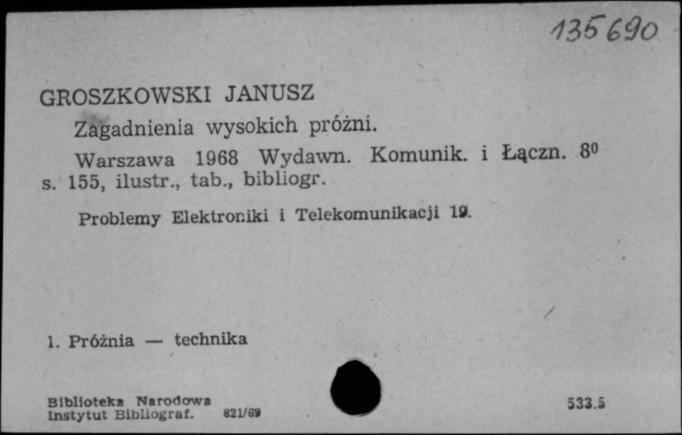 135690
GROSZKOWSKI JANUSZ
Zagadnienia wysokich próżni.
Warszawa 1968 Wydawn. Komunik. i Łączn. 8⁰
s. 155, ilustr., tab., bibliogr.
Problemy Elektroniki i Telekomunikacji 19.
1. Próżnia — technika
Biblioteka Narodowa
Instytut Bibliograf. 821/69
533.5